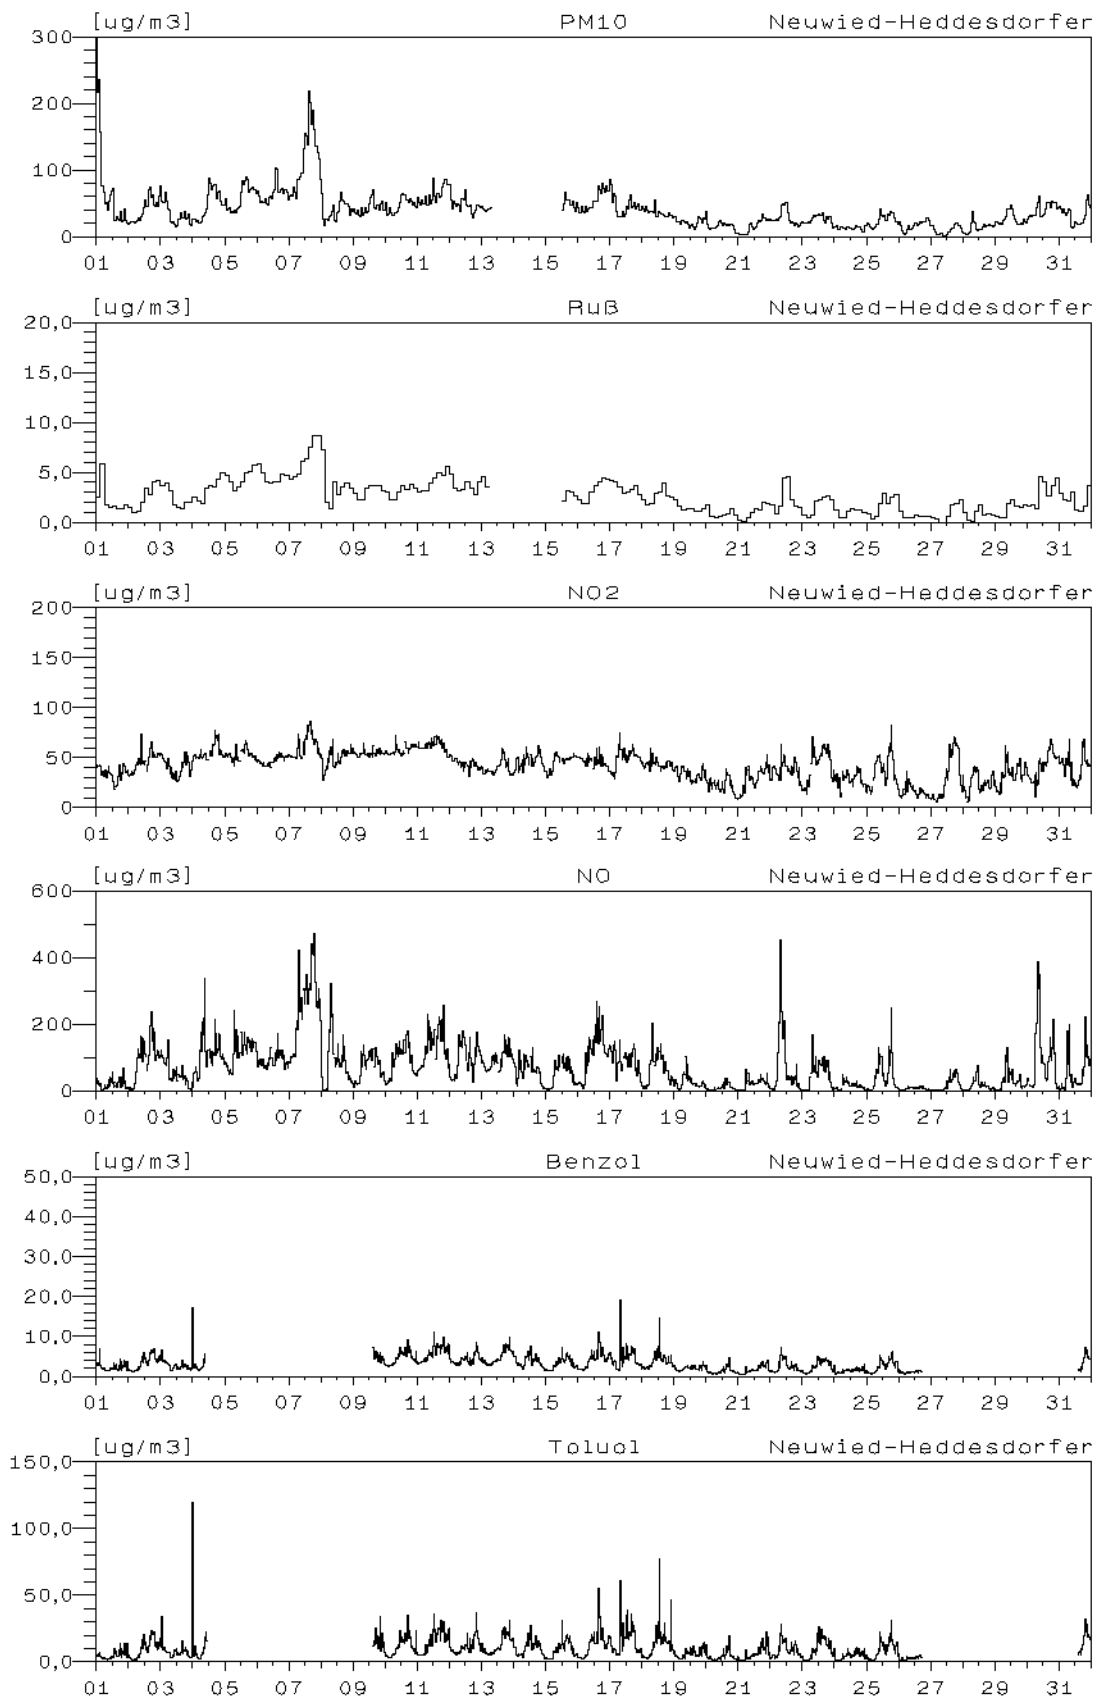 [ug/m3] PM10 Neuwied-Heddesdorfer
300
200
100
0
01 03 05 07 09 11 13 15 17 19 21 23 25 27 29 31
[ug/m3] Ruß Neuwied-Heddesdorfer
20,0
15,0
10,0
5,0
0,0
01 03 05 07 09 11 13 15 17 19 21 23 25 27 29 31
[ug/m3] NO2 Neuwied-Heddesdorfer
200
150
100
50
0
01 03 05 07 09 11 13 15 17 19 21 23 25 27 29 31
[ug/m3] NO Neuwied-Heddesdorfer
600
400
200
0
01 03 05 07 09 11 13 15 17 19 21 23 25 27 29 31
[ug/m3] Benzol Neuwied-Heddesdorfer
50,0
40,0
30,0
20,0
10,0
0,0
01 03 05 07 09 11 13 15 17 19 21 23 25 27 29 31
[ug/m3] Toluol Neuwied-Heddesdorfer
150,0
100,0
50,0
0,0
01 03 05 07 09 11 13 15 17 19 21 23 25 27 29 31